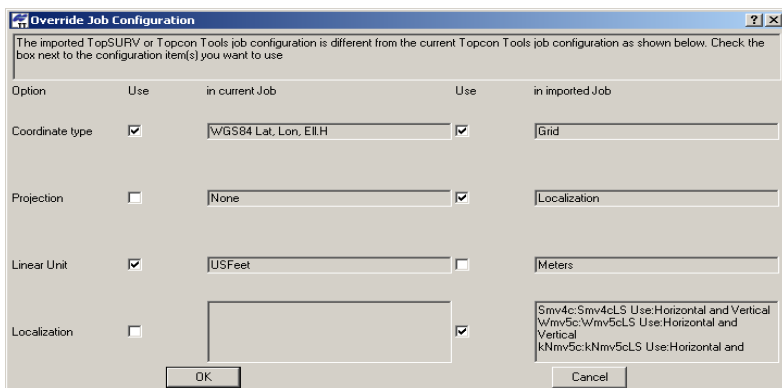 Override Job Configuration
The imported TopSURV or Topcon Tools job configuration is different from the current Topcon Tools job configuration as shown below. Check the
box next to the configuration item(s) you want to use
Option Use in current Job Use in imported Job
Coordinate type WGS84 Lat, Lon, Ell.H Grid
Projection None Localization
Linear Unit USFeet Meters
Localization
Smv4c:Smv4cLS Use:Horizontal and Vertical
Wmv5c:Wmv5cLS Use:Horizontal and
Vertical
kNmv5c:kNmv5cLS Use:Horizontal and
OK Cancel